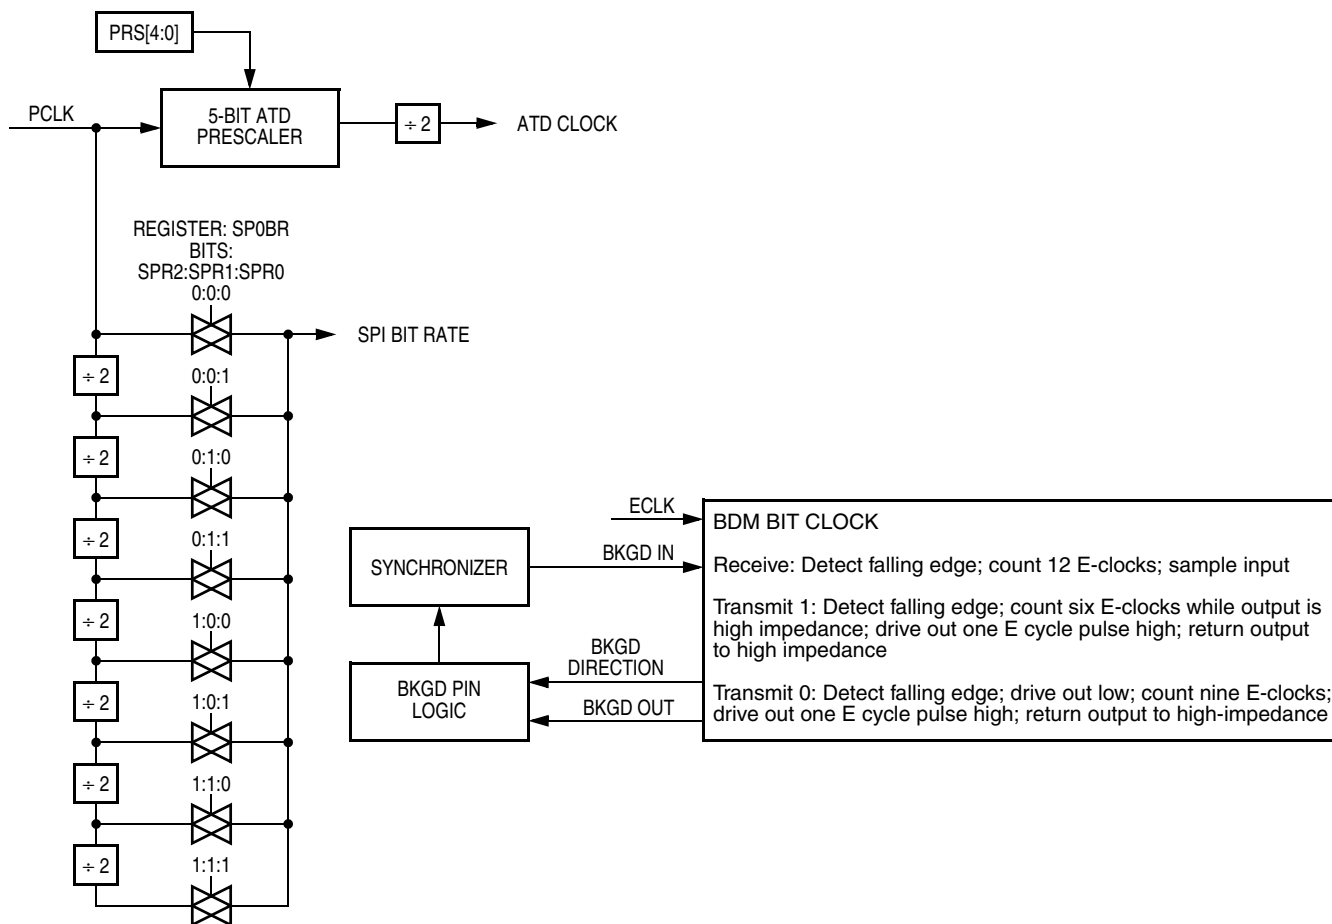 PRS[4:0]
PCLK
5-BIT ATD
PRESCALER
÷ 2
ATD CLOCK
REGISTER: SP0BR
BITS:
SPR2:SPR1:SPR0
0:0:0
SPI BIT RATE
÷ 2
0:0:1
÷ 2
0:1:0
÷ 2
0:1:1
÷ 2
1:0:0
÷ 2
1:0:1
÷ 2
1:1:0
÷ 2
1:1:1
SYNCHRONIZER
BKGD PIN
LOGIC
ECLK
BKGD IN
BKGD
DIRECTION
BKGD OUT
BDM BIT CLOCK
Receive: Detect falling edge; count 12 E-clocks; sample input
Transmit 1: Detect falling edge; count six E-clocks while output is
high impedance; drive out one E cycle pulse high; return output
to high impedance
Transmit 0: Detect falling edge; drive out low; count nine E-clocks;
drive out one E cycle pulse high; return output to high-impedance